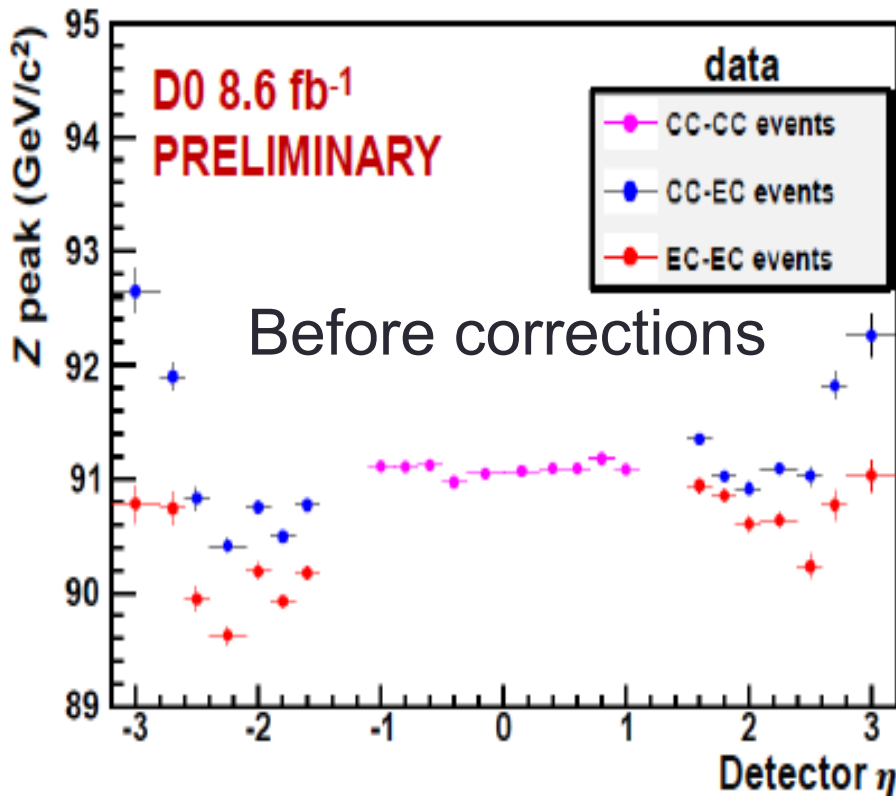 95
94
93
92
91
90
89
Z peak (GeV/c²)
D0 8.6 fb⁻¹
PRELIMINARY
data
CC-CC events
CC-EC events
EC-EC events
Before corrections
-3 -2 -1 0 1 2 3
Detector η